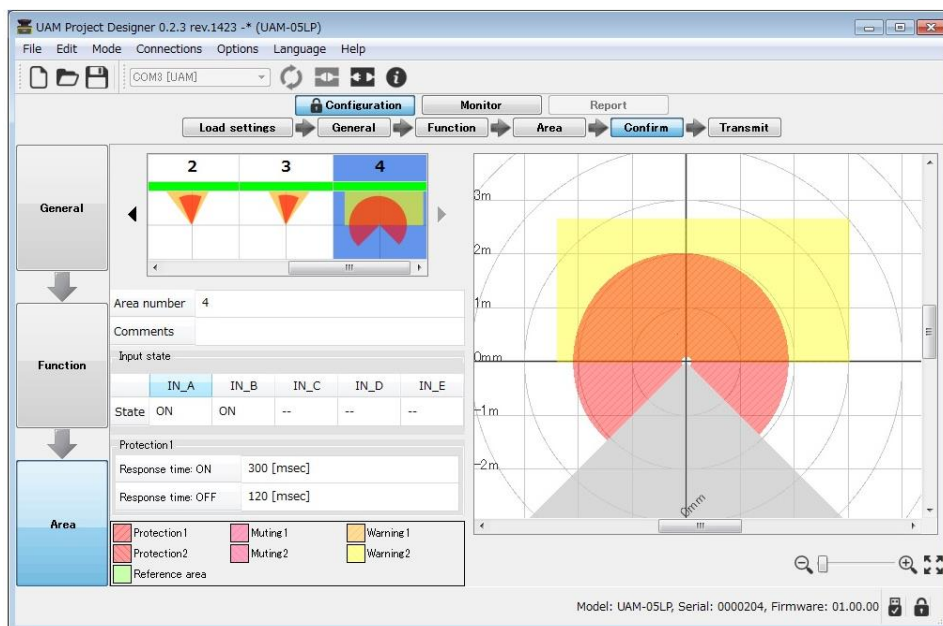 UAM Project Designer 0.2.3 rev.1423 -* (UAM-05LP)
File Edit Mode Connections Options Language Help
COM3 [UAM]
Configuration Monitor Report
Load settings General Function Area Confirm Transmit
General
Function
Area
2 3 4
Area number 4
Comments
Input state
IN_A IN_B IN_C IN_D IN_E
State ON ON -- -- --
Protection1
Response time: ON 300 [msec]
Response time: OFF 120 [msec]
Protection1 Muting1 Warning1
Protection2 Muting2 Warning2
Reference area
3m
2m
1m
0mm
-1m
-2m
0mm
Model: UAM-05LP, Serial: 0000204, Firmware: 01.00.00